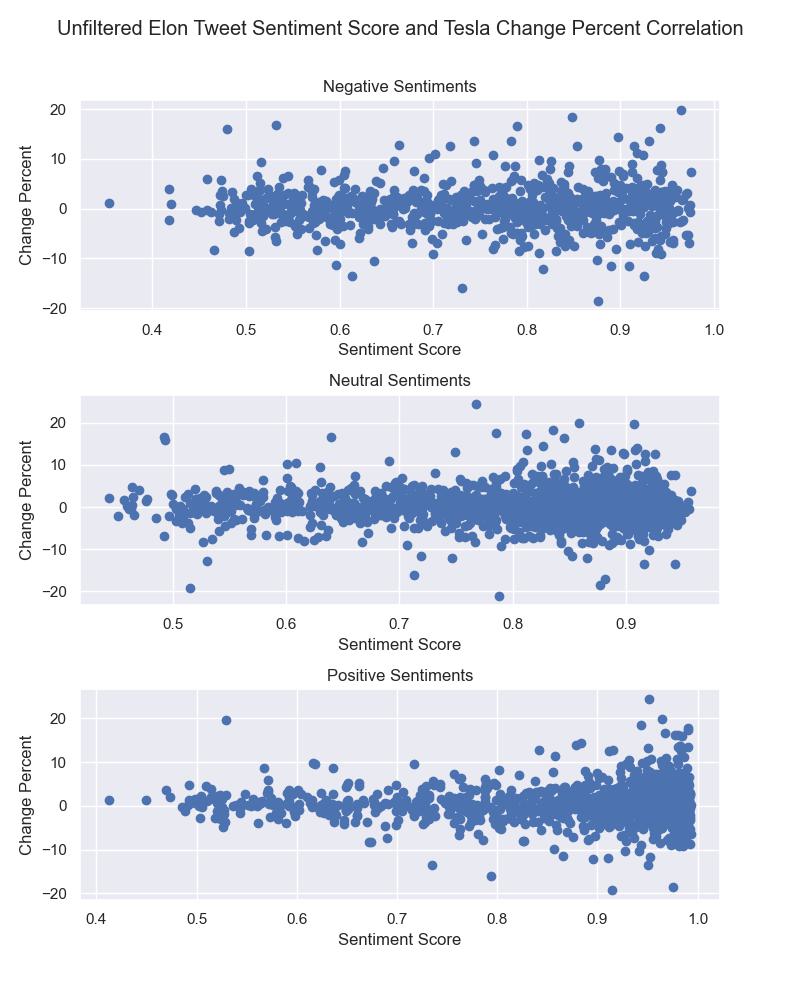 Unfiltered Elon Tweet Sentiment Score and Tesla Change Percent Correlation
Negative Sentiments
Change Percent
20
10
0
−10
−20
0.4 0.5 0.6 0.7 0.8 0.9 1.0
Sentiment Score
Neutral Sentiments
Change Percent
20
10
0
−10
−20
0.5 0.6 0.7 0.8 0.9
Sentiment Score
Positive Sentiments
Change Percent
20
10
0
−10
−20
0.4 0.5 0.6 0.7 0.8 0.9 1.0
Sentiment Score